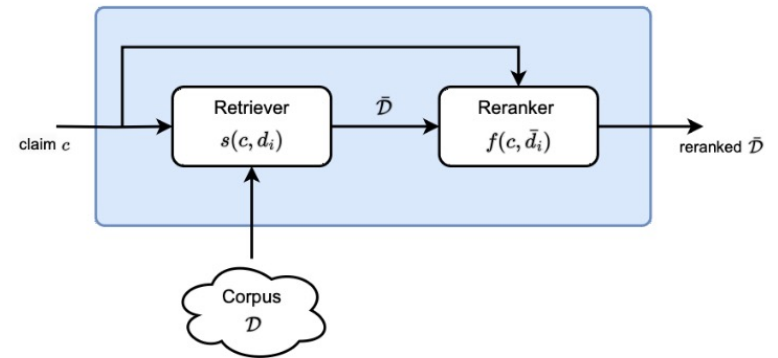 Retriever
s(c, d_i)
𝒟̄
Reranker
f(c, d̄_i)
claim c
reranked 𝒟̄
Corpus
𝒟